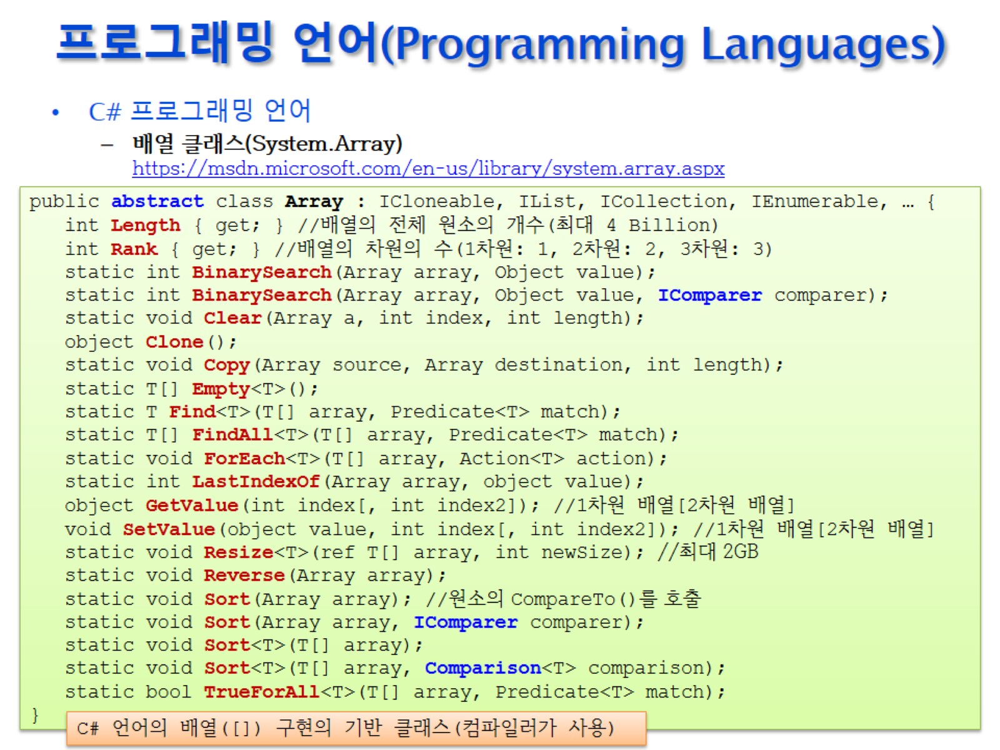 프로그래밍 언어(Programming Languages)
• C# 프로그래밍 언어
– 배열 클래스(System.Array)
https://msdn.microsoft.com/en-us/library/system.array.aspx
public abstract class Array : ICloneable, IList, ICollection, IEnumerable, … {
int Length { get; } //배열의 전체 원소의 개수(최대 4 Billion)
int Rank { get; } //배열의 차원의 수(1차원: 1, 2차원: 2, 3차원: 3)
static int BinarySearch(Array array, Object value);
static int BinarySearch(Array array, Object value, IComparer comparer);
static void Clear(Array a, int index, int length);
object Clone();
static void Copy(Array source, Array destination, int length);
static T[] Empty<T>();
static T Find<T>(T[] array, Predicate<T> match);
static T[] FindAll<T>(T[] array, Predicate<T> match);
static void ForEach<T>(T[] array, Action<T> action);
static int LastIndexOf(Array array, object value);
object GetValue(int index[, int index2]); //1차원 배열[2차원 배열]
void SetValue(object value, int index[, int index2]); //1차원 배열[2차원 배열]
static void Resize<T>(ref T[] array, int newSize); //최대 2GB
static void Reverse(Array array);
static void Sort(Array array); //원소의 CompareTo()를 호출
static void Sort(Array array, IComparer comparer);
static void Sort<T>(T[] array);
static void Sort<T>(T[] array, Comparison<T> comparison);
static bool TrueForAll<T>(T[] array, Predicate<T> match);
}
C# 언어의 배열([]) 구현의 기반 클래스(컴파일러가 사용)